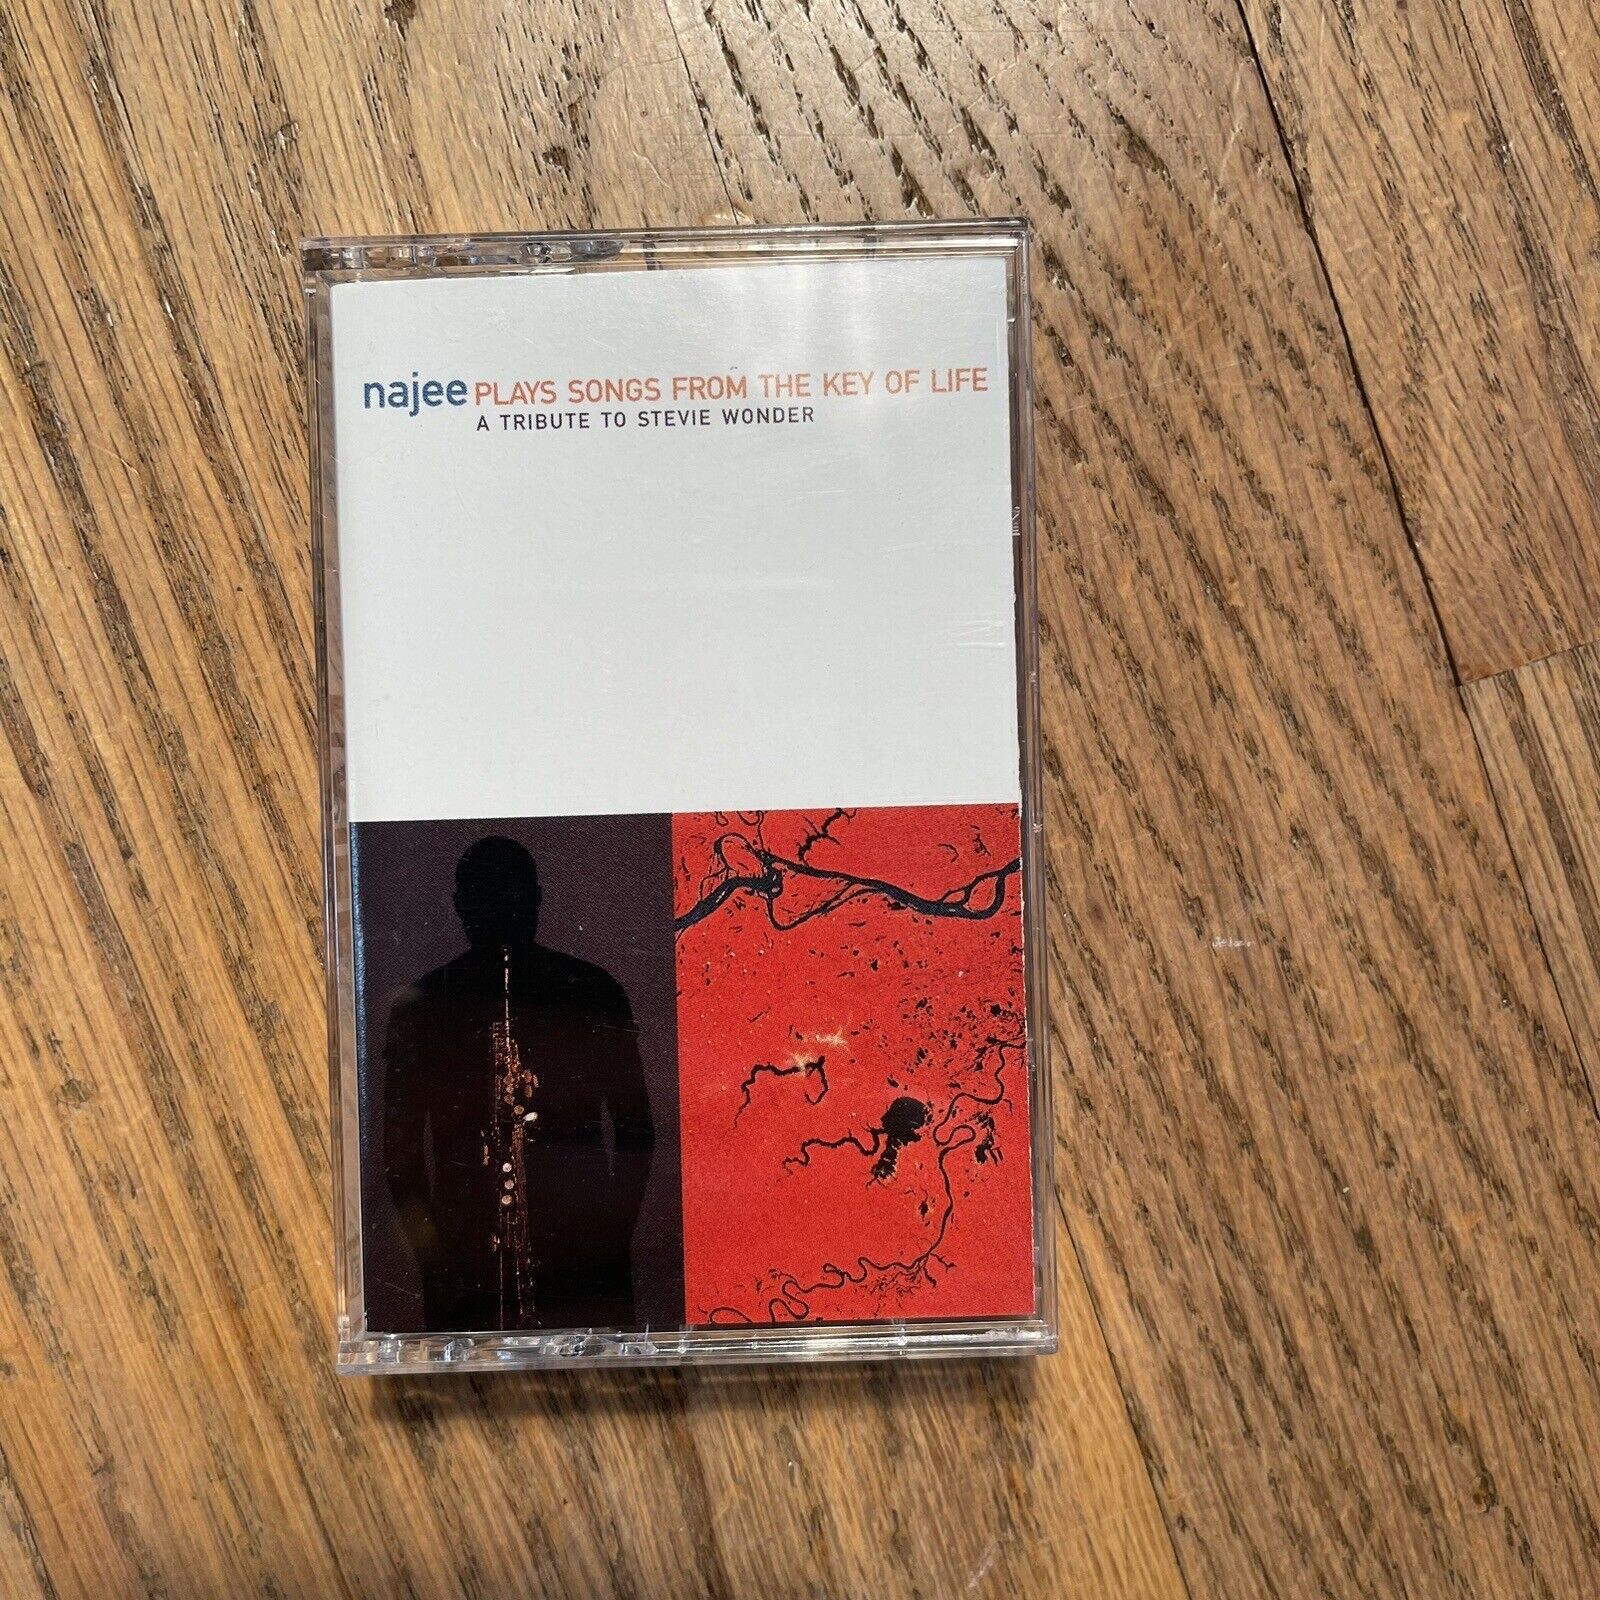 najee PLAYS SONGS FROM THE KEY OF LIFE
A TRIBUTE TO STEVIE WONDER